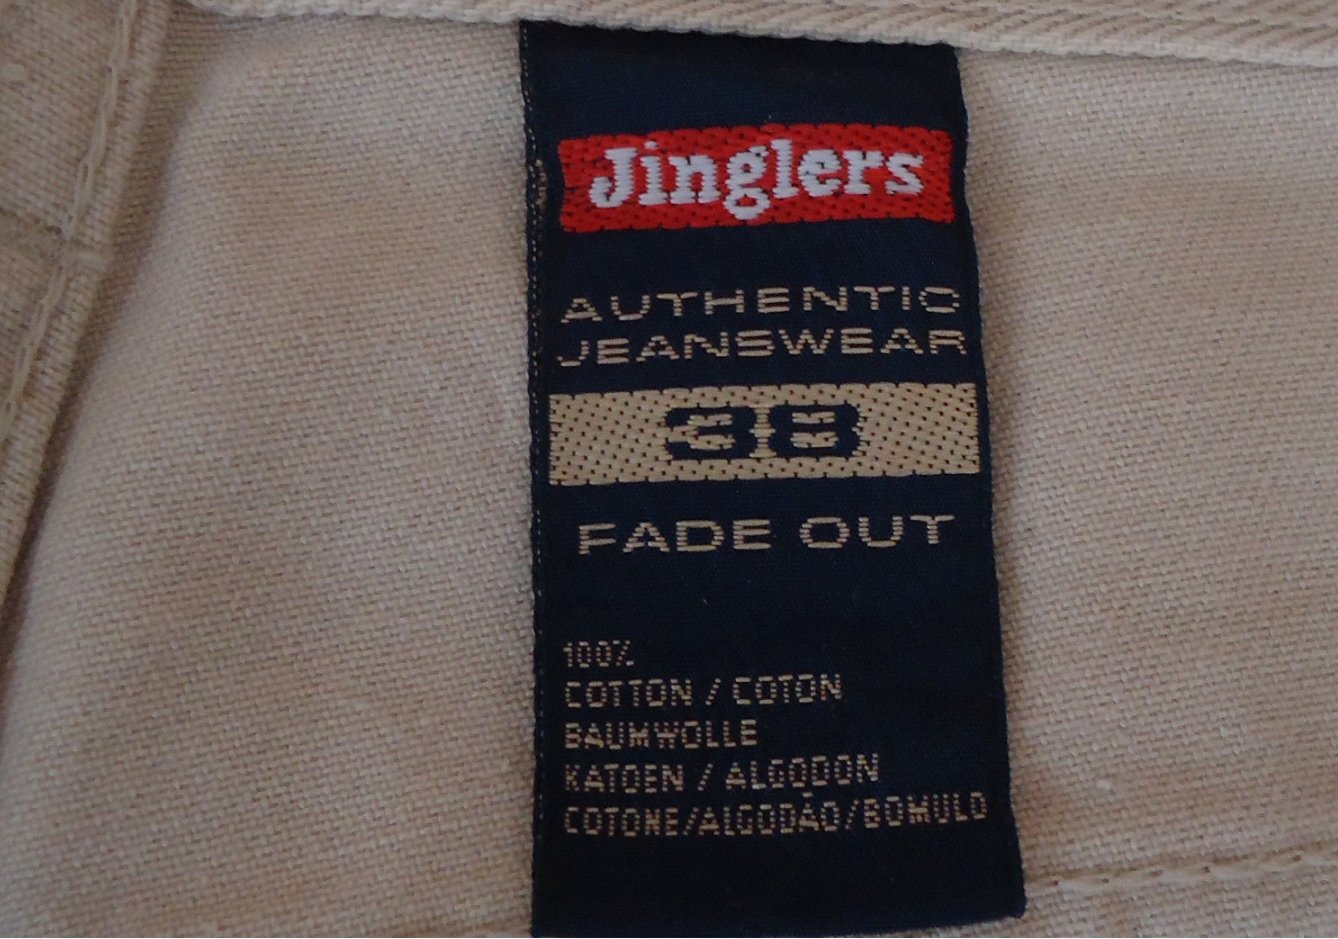 Jinglers
AUTHENTIC
JEANSWEAR
38
FADE OUT
100%
COTTON / COTON
BAUMWOLLE
KATOEN / ALGODON
COTONE/ALGODÃO/BOMULD